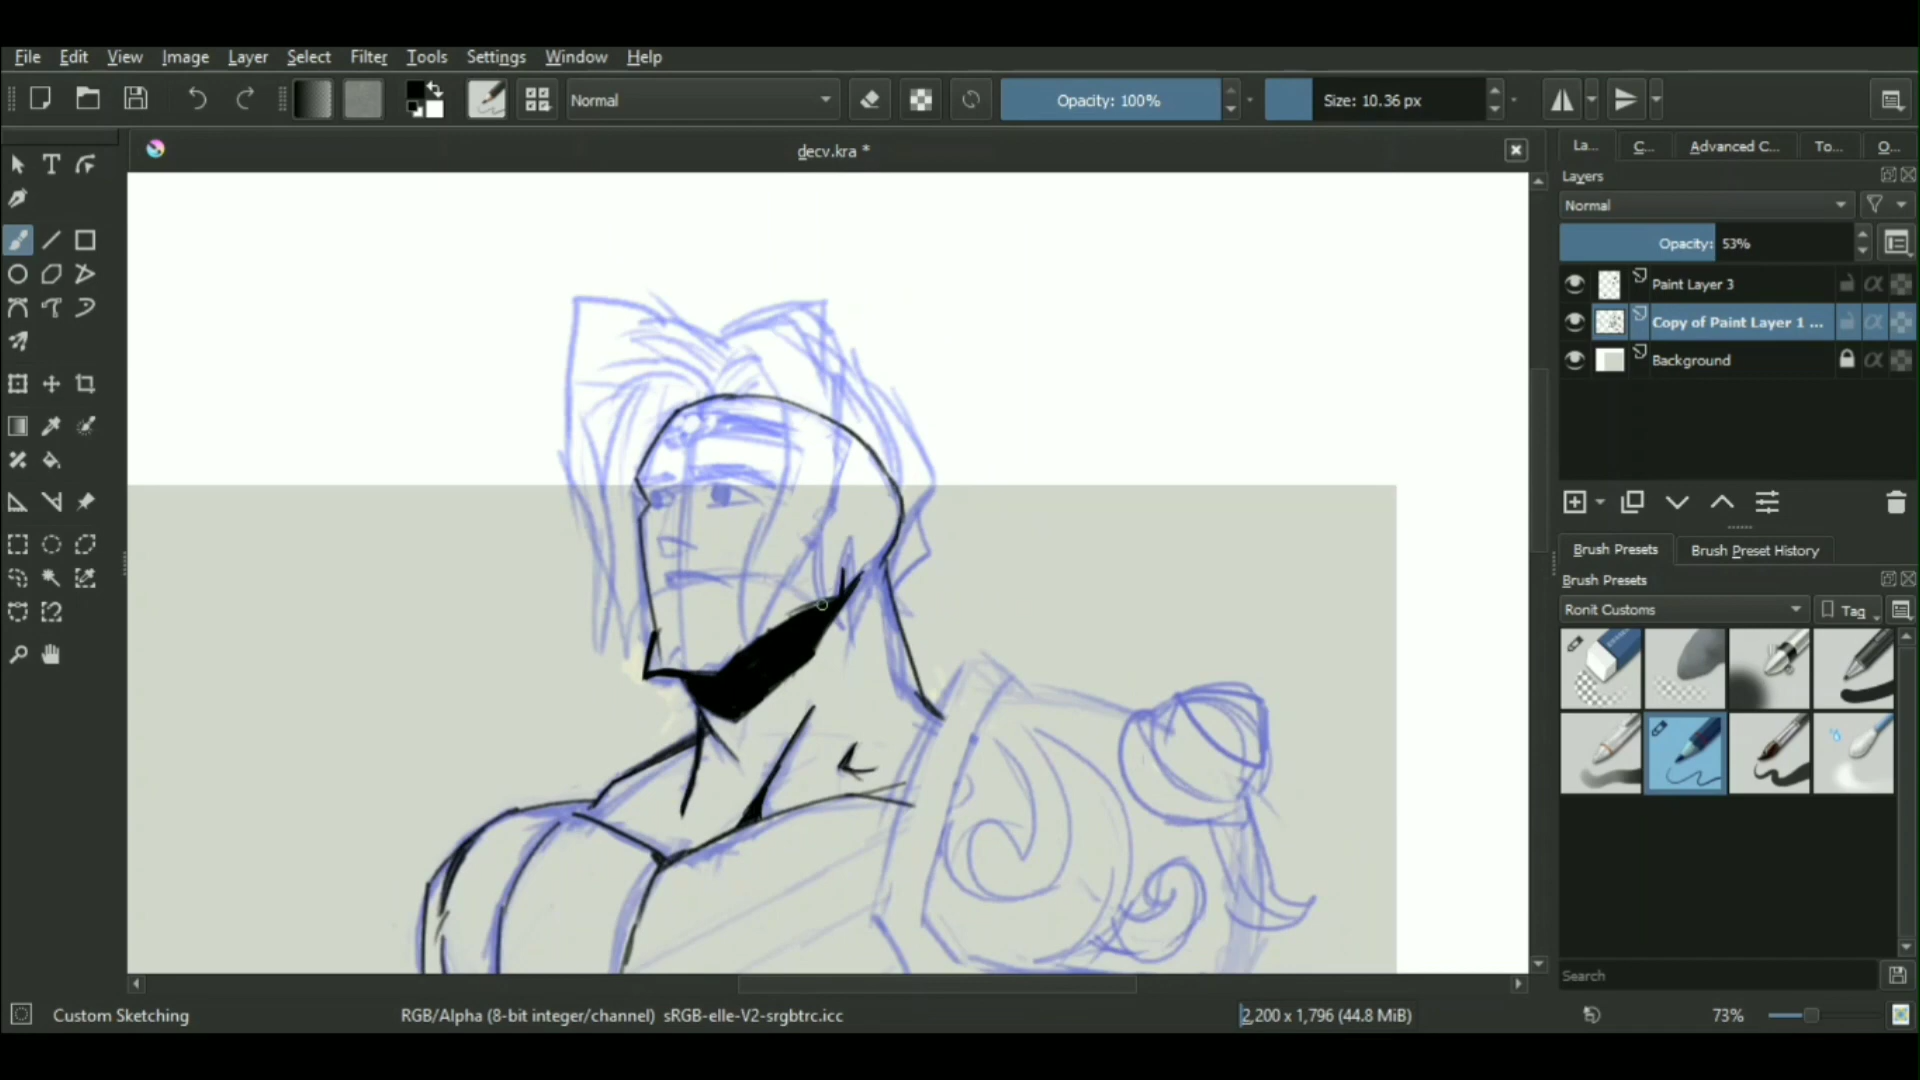 File Edit View Image Layer Select Filter Tools Settings Window Help
Normal Opacity: 100% Size: 10.36 px
decv.kra *
La... C... Advanced C... To... O...
Layers
Normal
Opacity: 53%
Paint Layer 3
Copy of Paint Layer 1 ...
Background
Brush Presets Brush Preset History
Brush Presets
Ronit Customs Tag
Search
Custom Sketching RGB/Alpha (8-bit integer/channel) sRGB-elle-V2-srgbtrc.icc 2,200 x 1,796 (44.8 MiB) 73%